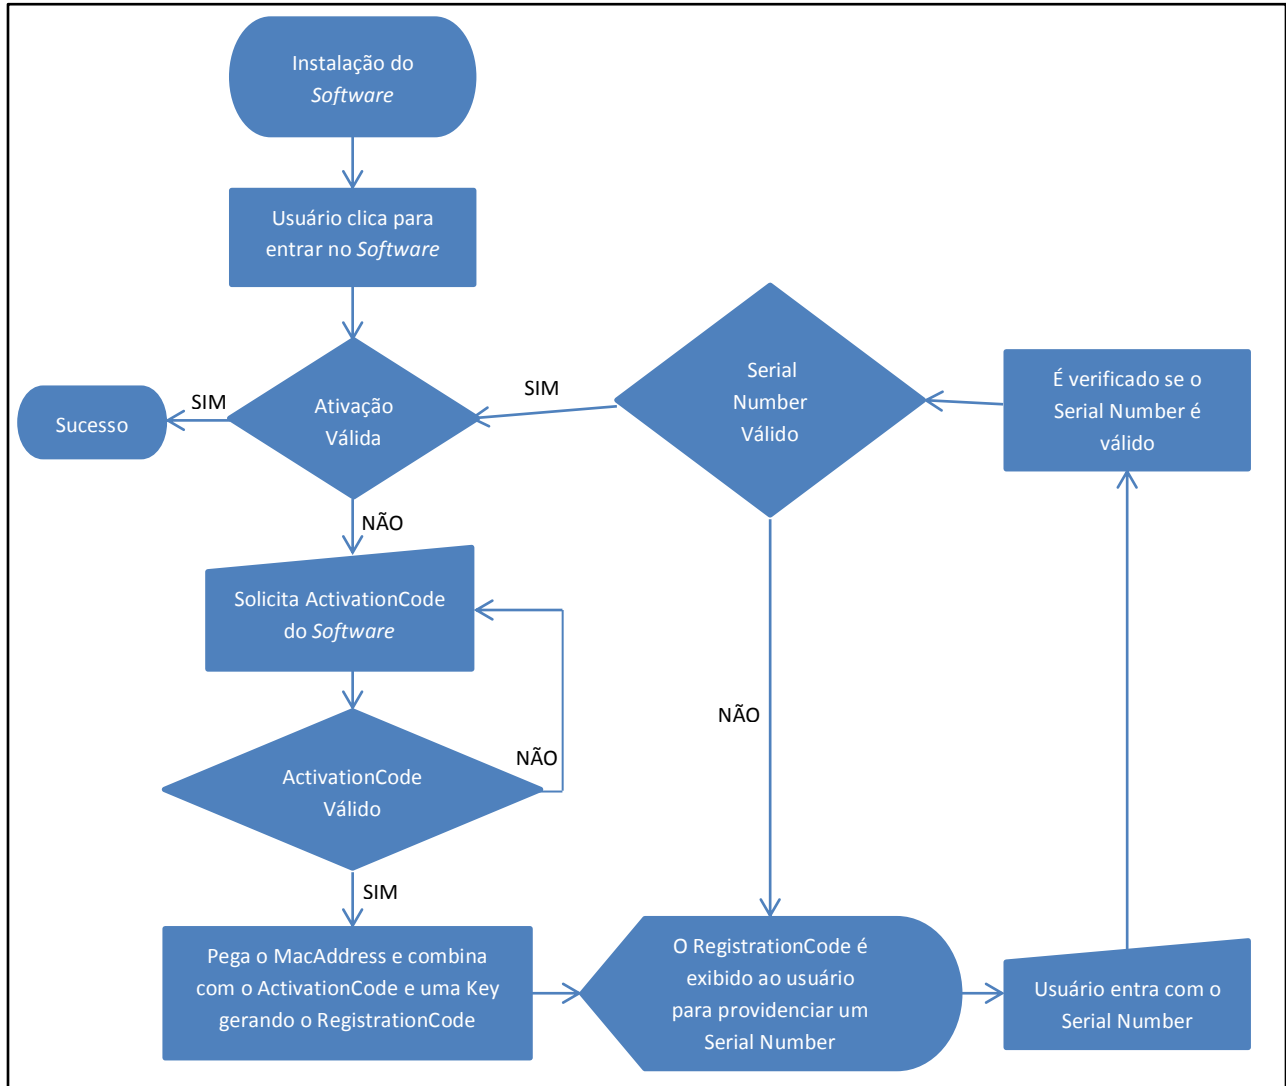 Instalação do
Software
Usuário clica para
entrar no Software
Ativação
Válida
SIM
Sucesso
SIM
Serial
Number
Válido
É verificado se o
Serial Number é
válido
NÃO
Solicita ActivationCode
do Software
NÃO
ActivationCode
Válido
NÃO
SIM
Pega o MacAddress e combina
com o ActivationCode e uma Key
gerando o RegistrationCode
O RegistrationCode é
exibido ao usuário
para providenciar um
Serial Number
Usuário entra com o
Serial Number